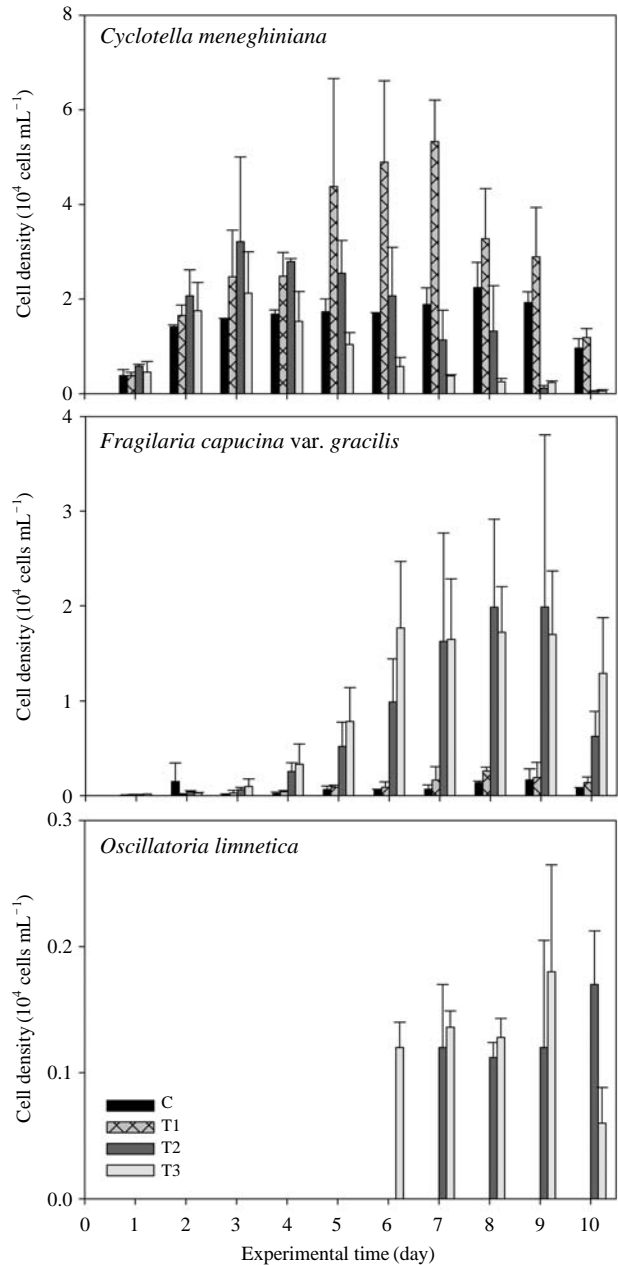 Cyclotella meneghiniana
Cell density (10⁴ cells mL⁻¹)
8
6
4
2
0
Fragilaria capucina var. gracilis
Cell density (10⁴ cells mL⁻¹)
4
3
2
1
0
Oscillatoria limnetica
Cell density (10⁴ cells mL⁻¹)
0.3
0.2
0.1
0.0
C
T1
T2
T3
0 1 2 3 4 5 6 7 8 9 10
Experimental time (day)